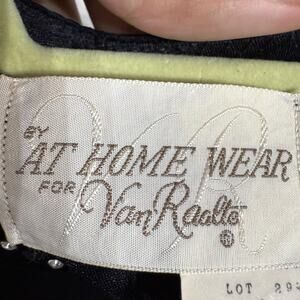 BY
AT HOME WEAR
FOR
Van Raalte
®
LOT 29